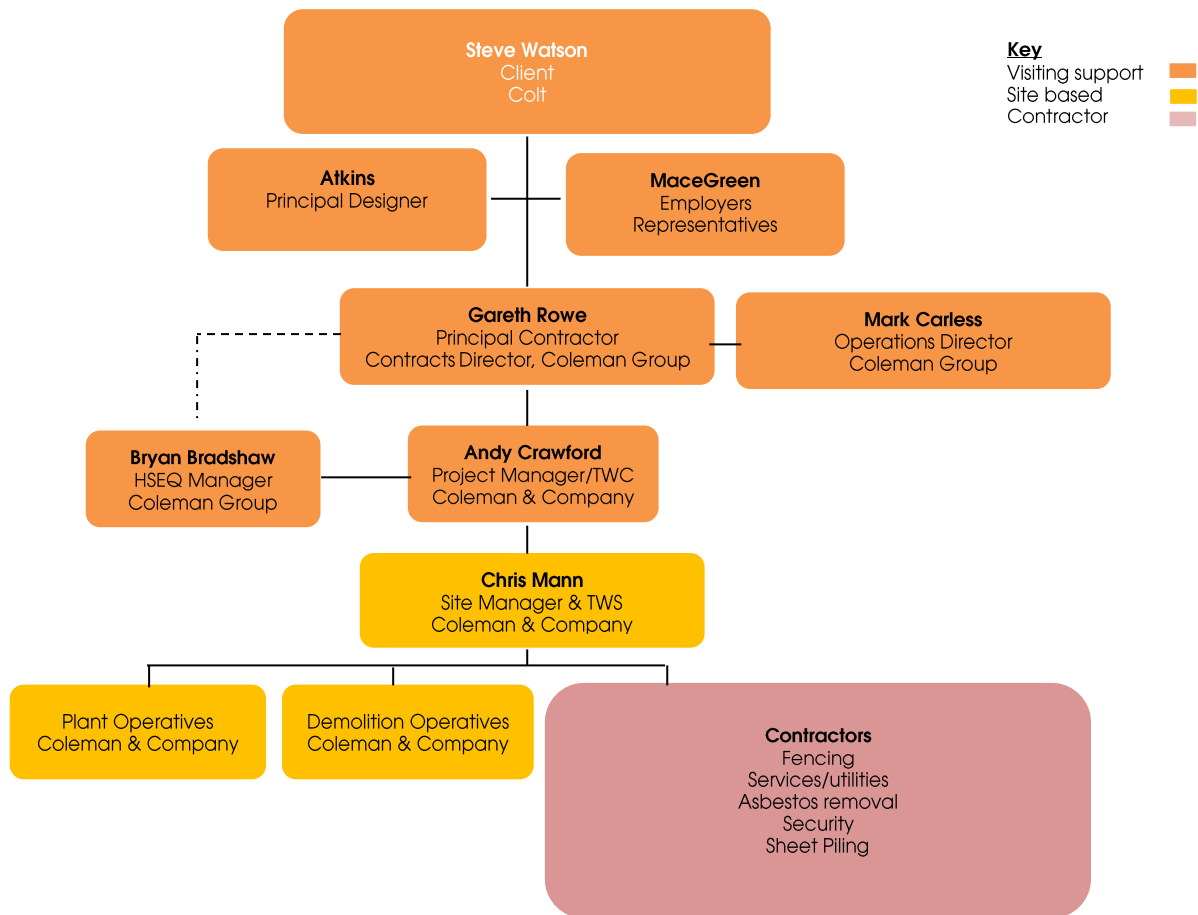 Steve Watson
Client
Colt
Key
Visiting support
Site based
Contractor
Atkins
Principal Designer
MaceGreen
Employers
Representatives
Gareth Rowe
Principal Contractor
Contracts Director, Coleman Group
Mark Carless
Operations Director
Coleman Group
Bryan Bradshaw
HSEQ Manager
Coleman Group
Andy Crawford
Project Manager/TWC
Coleman & Company
Chris Mann
Site Manager & TWS
Coleman & Company
Plant Operatives
Coleman & Company
Demolition Operatives
Coleman & Company
Contractors
Fencing
Services/utilities
Asbestos removal
Security
Sheet Piling